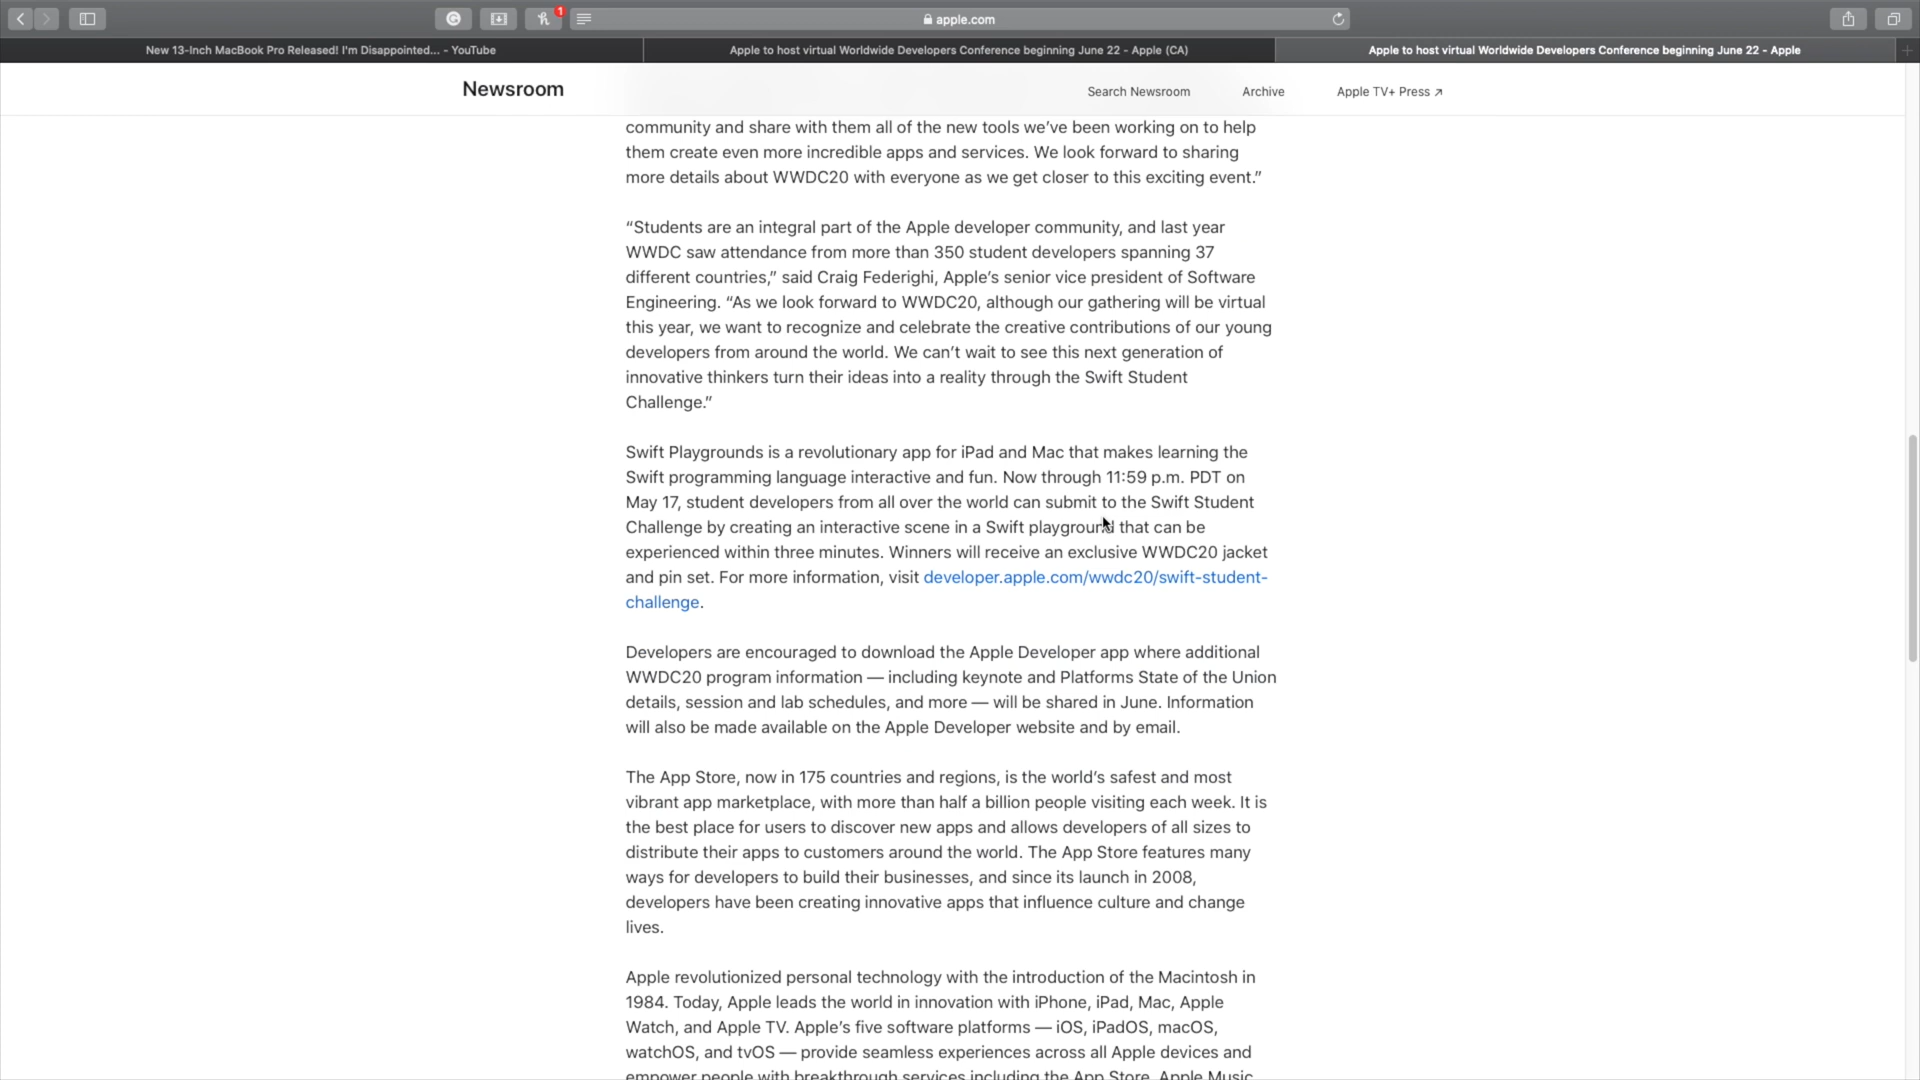 1
apple.com
New 13-Inch MacBook Pro Released! I'm Disappointed... - YouTube
Apple to host virtual Worldwide Developers Conference beginning June 22 - Apple (CA)
Apple to host virtual Worldwide Developers Conference beginning June 22 - Apple
Newsroom
Search Newsroom
Archive
Apple TV+ Press ↗
community and share with them all of the new tools we’ve been working on to help
them create even more incredible apps and services. We look forward to sharing
more details about WWDC20 with everyone as we get closer to this exciting event.”
“Students are an integral part of the Apple developer community, and last year
WWDC saw attendance from more than 350 student developers spanning 37
different countries,” said Craig Federighi, Apple’s senior vice president of Software
Engineering. “As we look forward to WWDC20, although our gathering will be virtual
this year, we want to recognize and celebrate the creative contributions of our young
developers from around the world. We can’t wait to see this next generation of
innovative thinkers turn their ideas into a reality through the Swift Student
Challenge.”
Swift Playgrounds is a revolutionary app for iPad and Mac that makes learning the
Swift programming language interactive and fun. Now through 11:59 p.m. PDT on
May 17, student developers from all over the world can submit to the Swift Student
Challenge by creating an interactive scene in a Swift playground that can be
experienced within three minutes. Winners will receive an exclusive WWDC20 jacket
and pin set. For more information, visit developer.apple.com/wwdc20/swift-student-
challenge.
Developers are encouraged to download the Apple Developer app where additional
WWDC20 program information — including keynote and Platforms State of the Union
details, session and lab schedules, and more — will be shared in June. Information
will also be made available on the Apple Developer website and by email.
The App Store, now in 175 countries and regions, is the world’s safest and most
vibrant app marketplace, with more than half a billion people visiting each week. It is
the best place for users to discover new apps and allows developers of all sizes to
distribute their apps to customers around the world. The App Store features many
ways for developers to build their businesses, and since its launch in 2008,
developers have been creating innovative apps that influence culture and change
lives.
Apple revolutionized personal technology with the introduction of the Macintosh in
1984. Today, Apple leads the world in innovation with iPhone, iPad, Mac, Apple
Watch, and Apple TV. Apple’s five software platforms — iOS, iPadOS, macOS,
watchOS, and tvOS — provide seamless experiences across all Apple devices and
empower people with breakthrough services including the App Store, Apple Music,